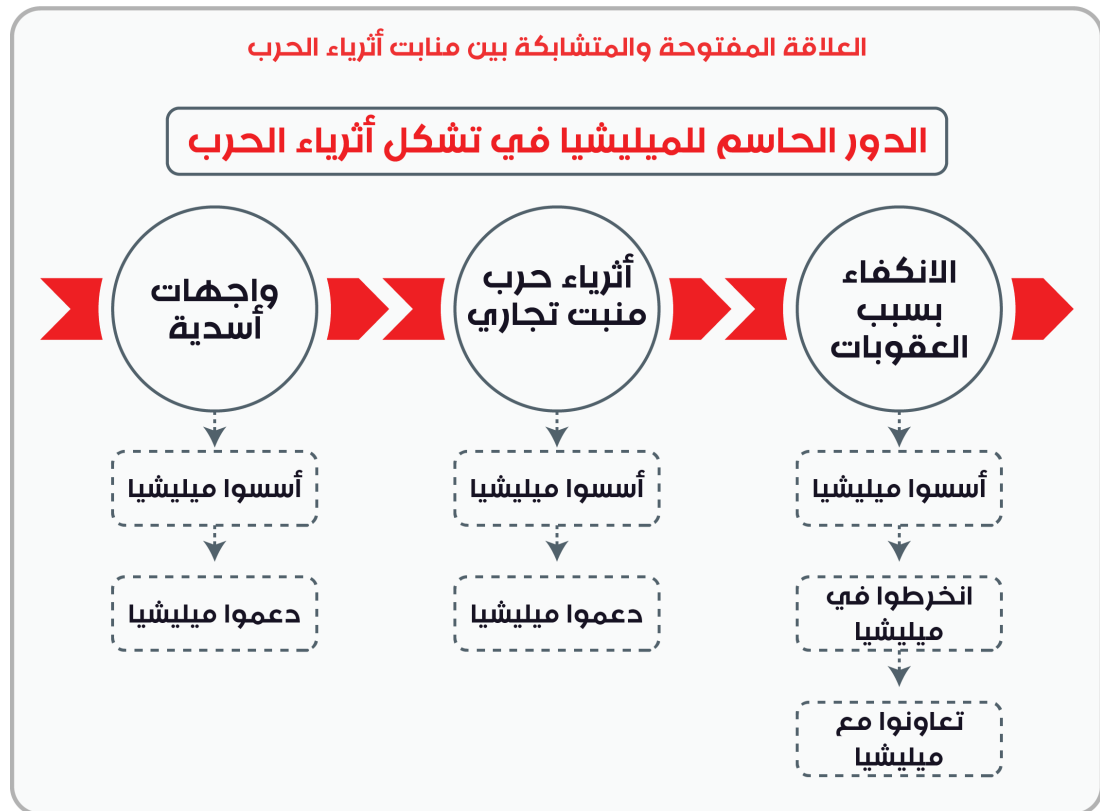 العلاقة المفتوحة والمتشابكة بين منابت أثرياء الحرب
الدور الحاسم للميليشيا في تشكل أثرياء الحرب
الانكفاء
بسبب
العقوبات
أسسوا ميليشيا
انخرطوا في
ميليشيا
تعاونوا مع
ميليشيا
أثرياء حرب
منبت تجاري
أسسوا ميليشيا
دعموا ميليشيا
واجهات
أسدية
أسسوا ميليشيا
دعموا ميليشيا